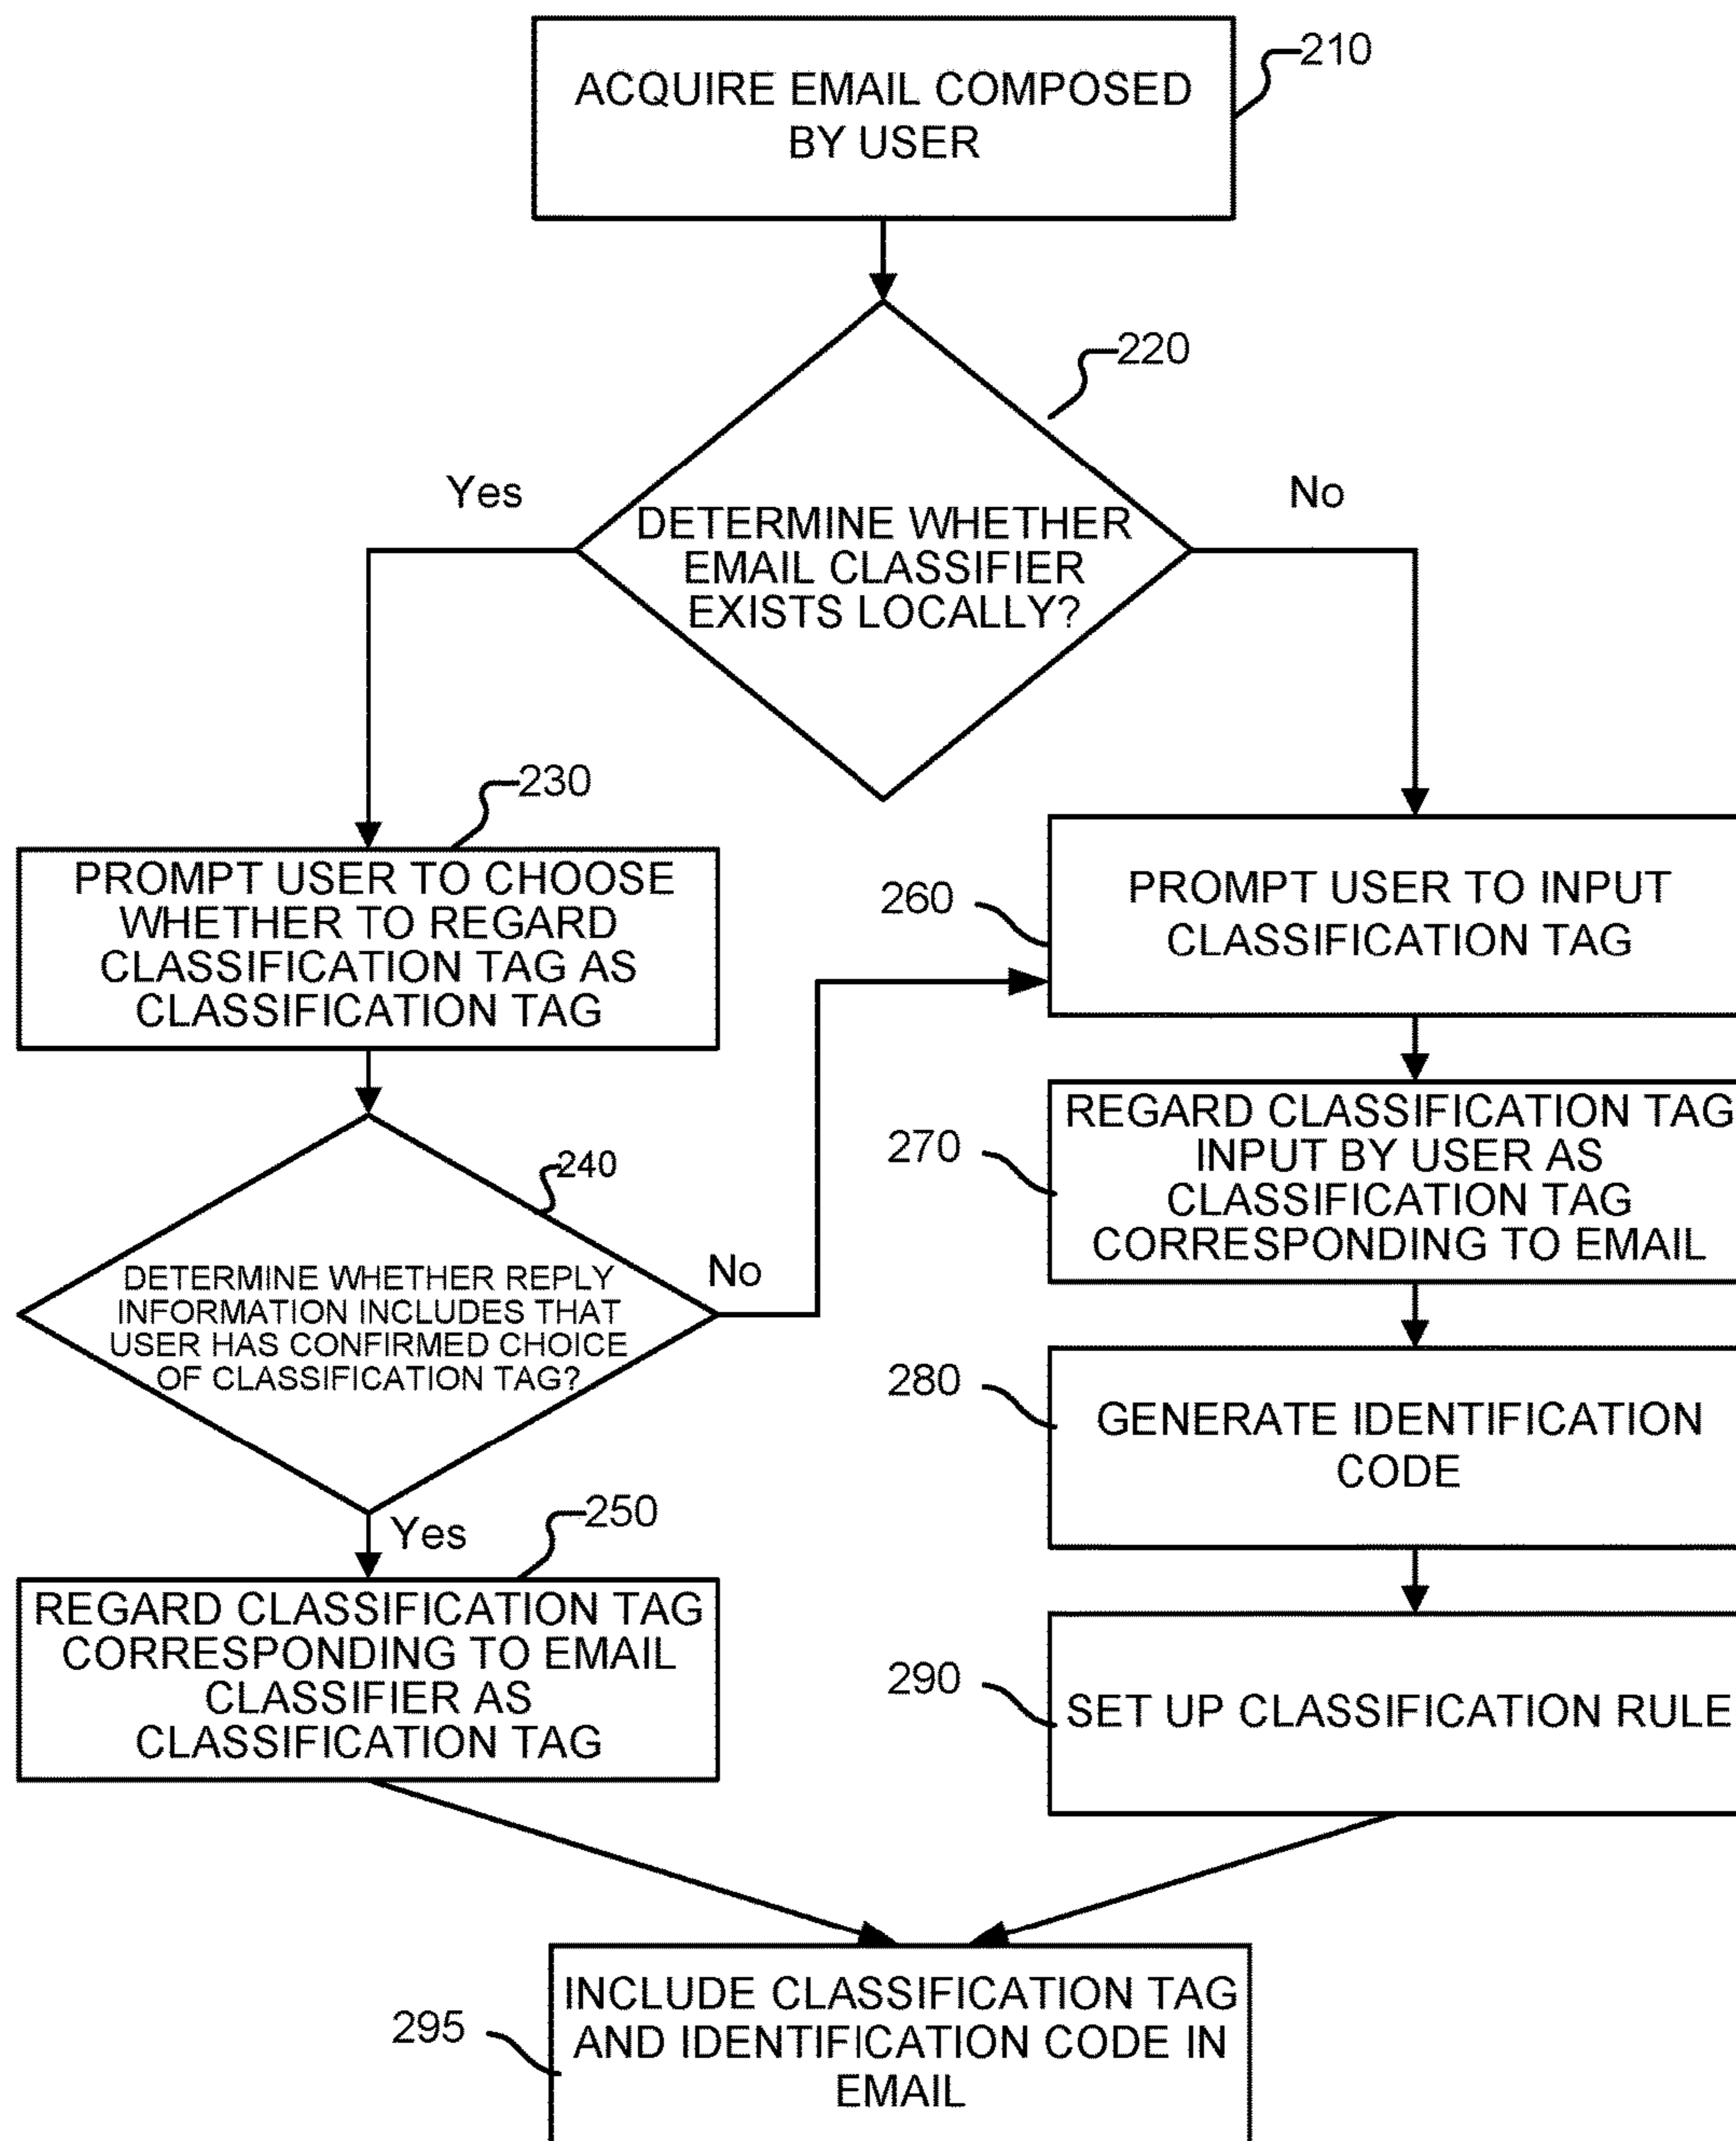 ACQUIRE EMAIL COMPOSED
BY USER
210
220
Yes
No
DETERMINE WHETHER
EMAIL CLASSIFIER
EXISTS LOCALLY?
230
PROMPT USER TO CHOOSE
WHETHER TO REGARD
CLASSIFICATION TAG AS
CLASSIFICATION TAG
260
PROMPT USER TO INPUT
CLASSIFICATION TAG
240
DETERMINE WHETHER REPLY
INFORMATION INCLUDES THAT
USER HAS CONFIRMED CHOICE
OF CLASSIFICATION TAG?
No
Yes
270
REGARD CLASSIFICATION TAG
INPUT BY USER AS
CLASSIFICATION TAG
CORRESPONDING TO EMAIL
280
GENERATE IDENTIFICATION
CODE
250
REGARD CLASSIFICATION TAG
CORRESPONDING TO EMAIL
CLASSIFIER AS
CLASSIFICATION TAG
290
SET UP CLASSIFICATION RULE
295
INCLUDE CLASSIFICATION TAG
AND IDENTIFICATION CODE IN
EMAIL